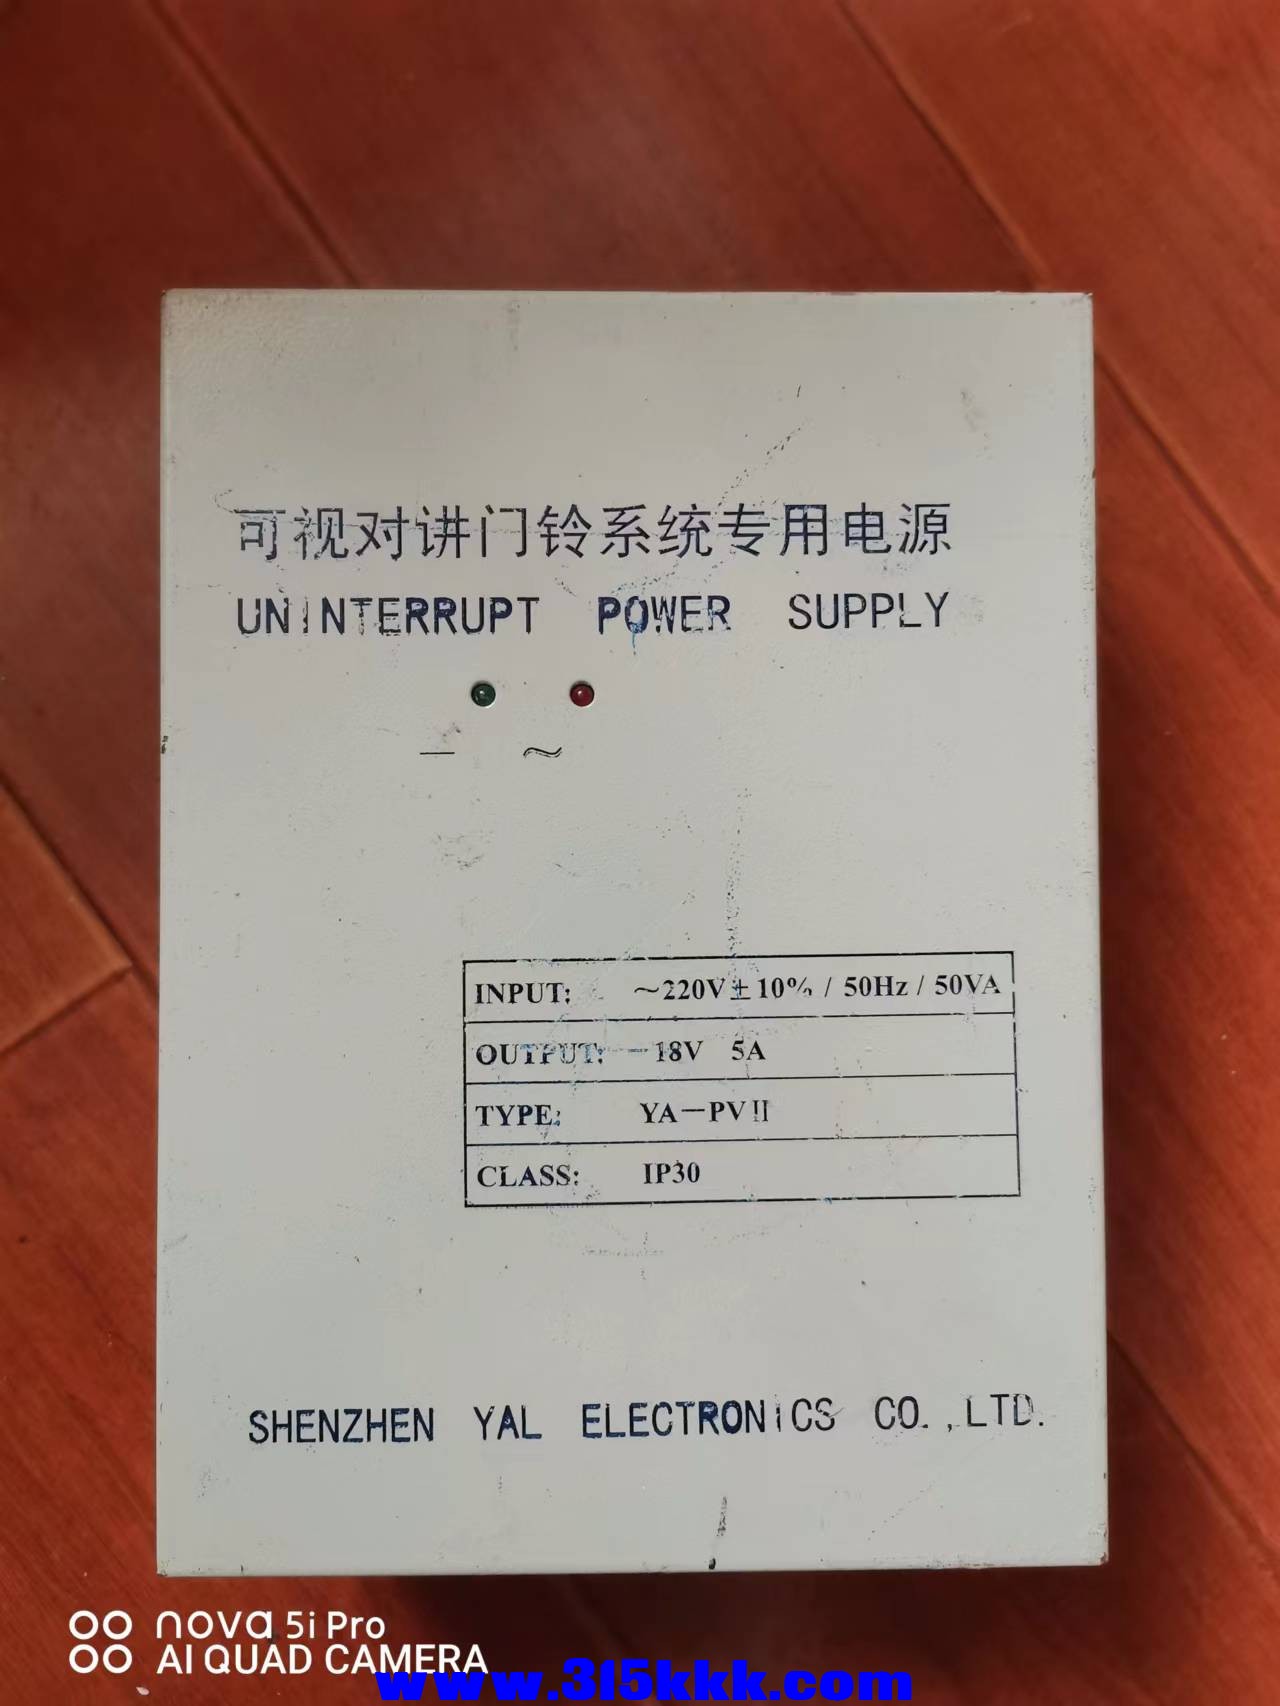 可视对讲门铃系统专用电源
UNINTERRUPT POWER SUPPLY
— ~
INPUT: ~220V±10% / 50Hz / 50VA
OUTPUT: —18V 5A
TYPE: YA—PVⅡ
CLASS: IP30
SHENZHEN YAL ELECTRONICS CO.,LTD.
nova 5i Pro
AI QUAD CAMERA
www.315kkk.com